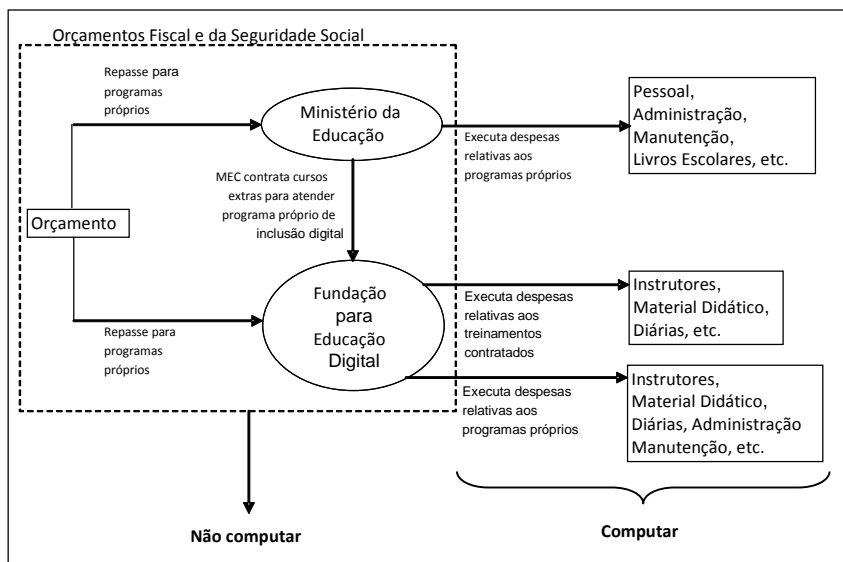 Orçamentos Fiscal e da Seguridade Social
Repasse para
programas
próprios
Ministério da
Educação
Executa despesas
relativas aos
programas próprios
Pessoal,
Administração,
Manutenção,
Livros Escolares, etc.
MEC contrata cursos
extras para atender
programa próprio de
inclusão digital
Orçamento
Repasse para
programas
próprios
Fundação
para
Educação
Digital
Executa despesas
relativas aos
treinamentos
contratados
Instrutores,
Material Didático,
Diárias, etc.
Executa despesas
relativas aos
programas próprios
Instrutores,
Material Didático,
Diárias, Administração
Manutenção, etc.
Não computar
Computar